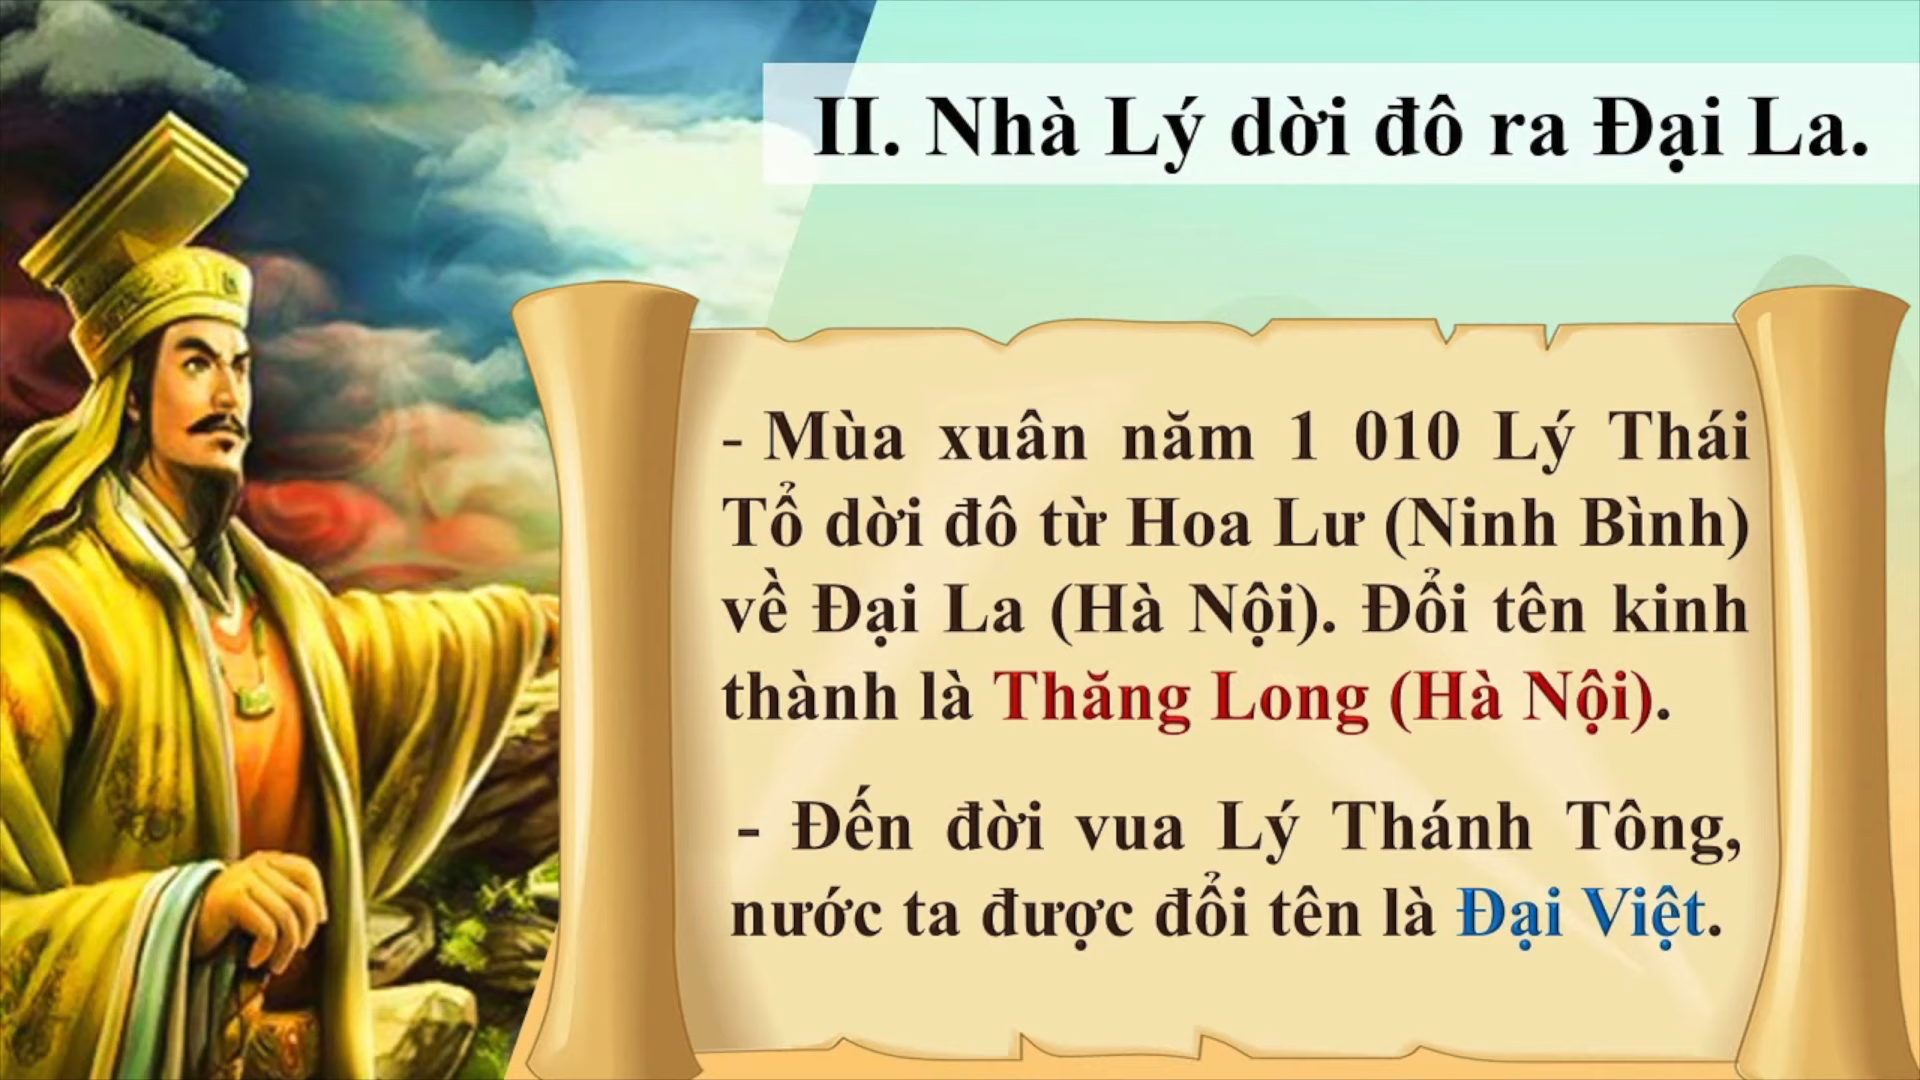 II. Nhà Lý dời đô ra Đại La.
- Mùa xuân năm 1 010 Lý Thái
Tổ dời đô từ Hoa Lư (Ninh Bình)
về Đại La (Hà Nội). Đổi tên kinh
thành là Thăng Long (Hà Nội).
- Đến đời vua Lý Thánh Tông,
nước ta được đổi tên là Đại Việt.